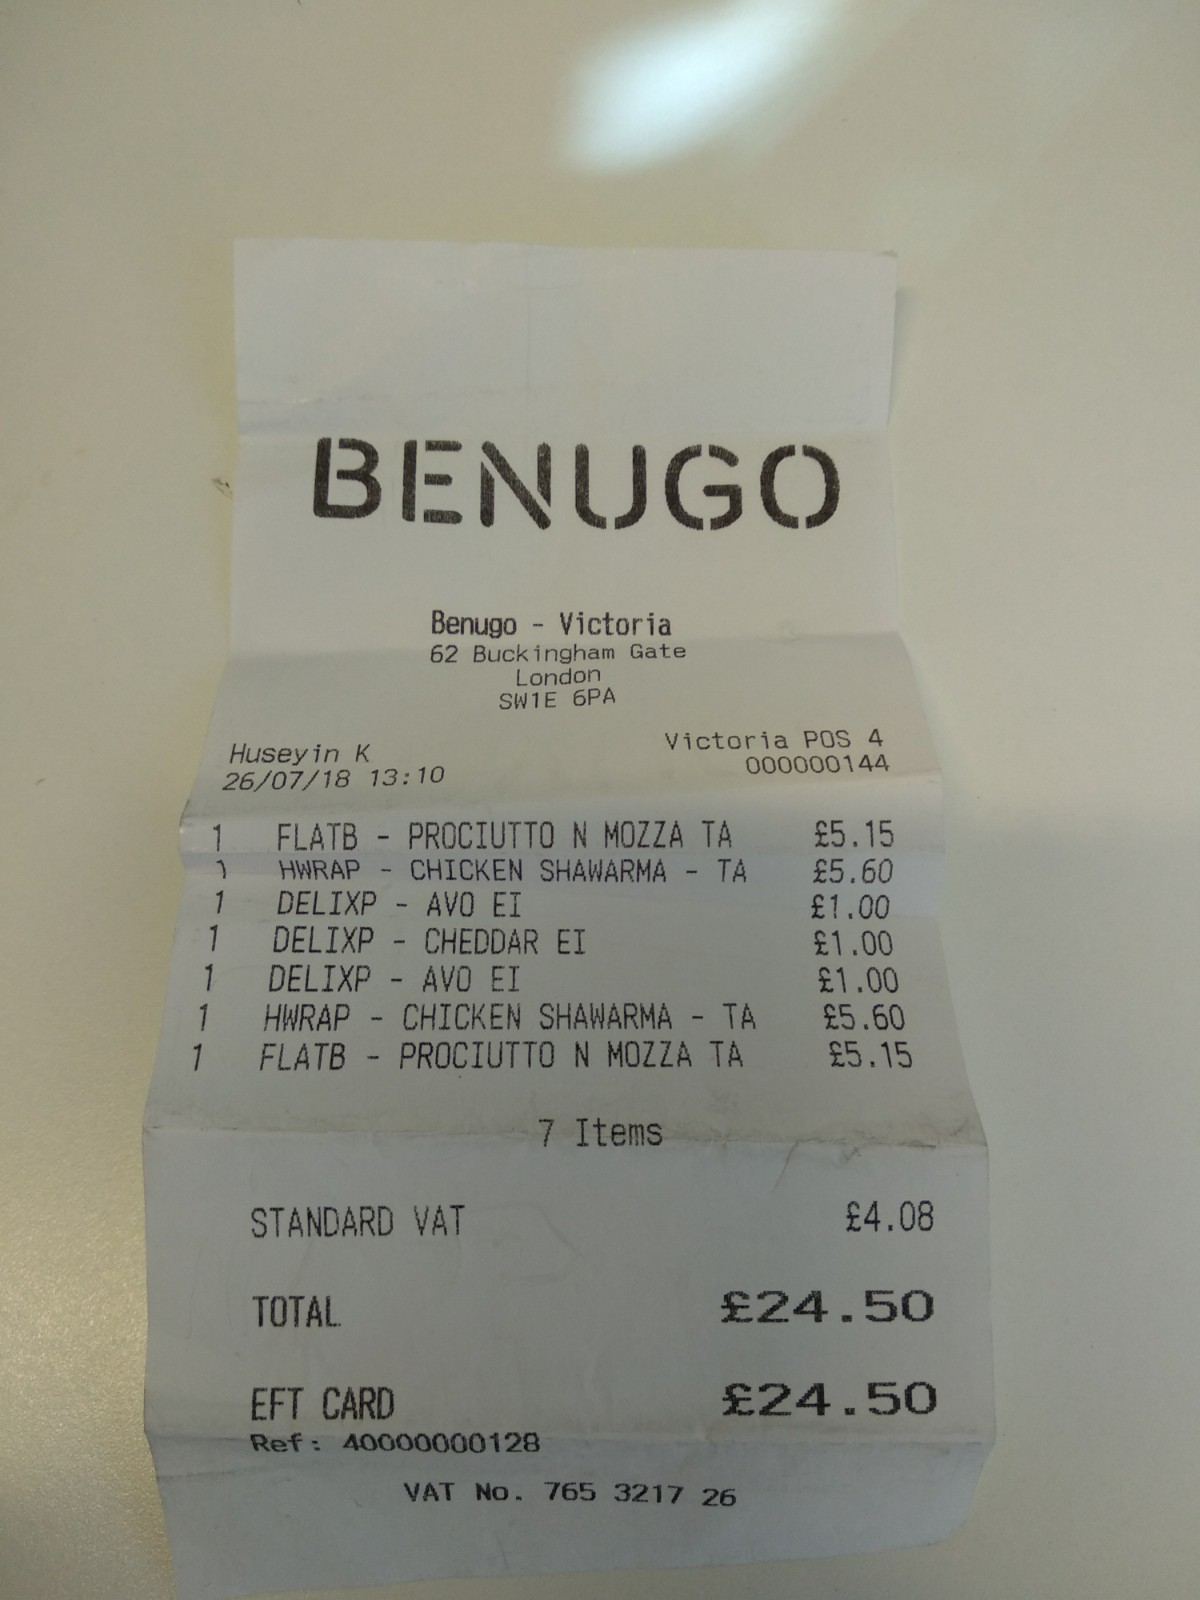 BENUGO
Benugo - Victoria
62 Buckingham Gate
London
SW1E 6PA
Huseyin K Victoria POS 4
26/07/18 13:10 000000144
1 FLATB - PROCIUTTO N MOZZA TA £5.15
1 HWRAP - CHICKEN SHAWARMA - TA £5.60
1 DELIXP - AVO EI £1.00
1 DELIXP - CHEDDAR EI £1.00
1 DELIXP - AVO EI £1.00
1 HWRAP - CHICKEN SHAWARMA - TA £5.60
1 FLATB - PROCIUTTO N MOZZA TA £5.15
7 Items
STANDARD VAT £4.08
TOTAL £24.50
EFT CARD £24.50
Ref: 40000000128
VAT No. 765 3217 26